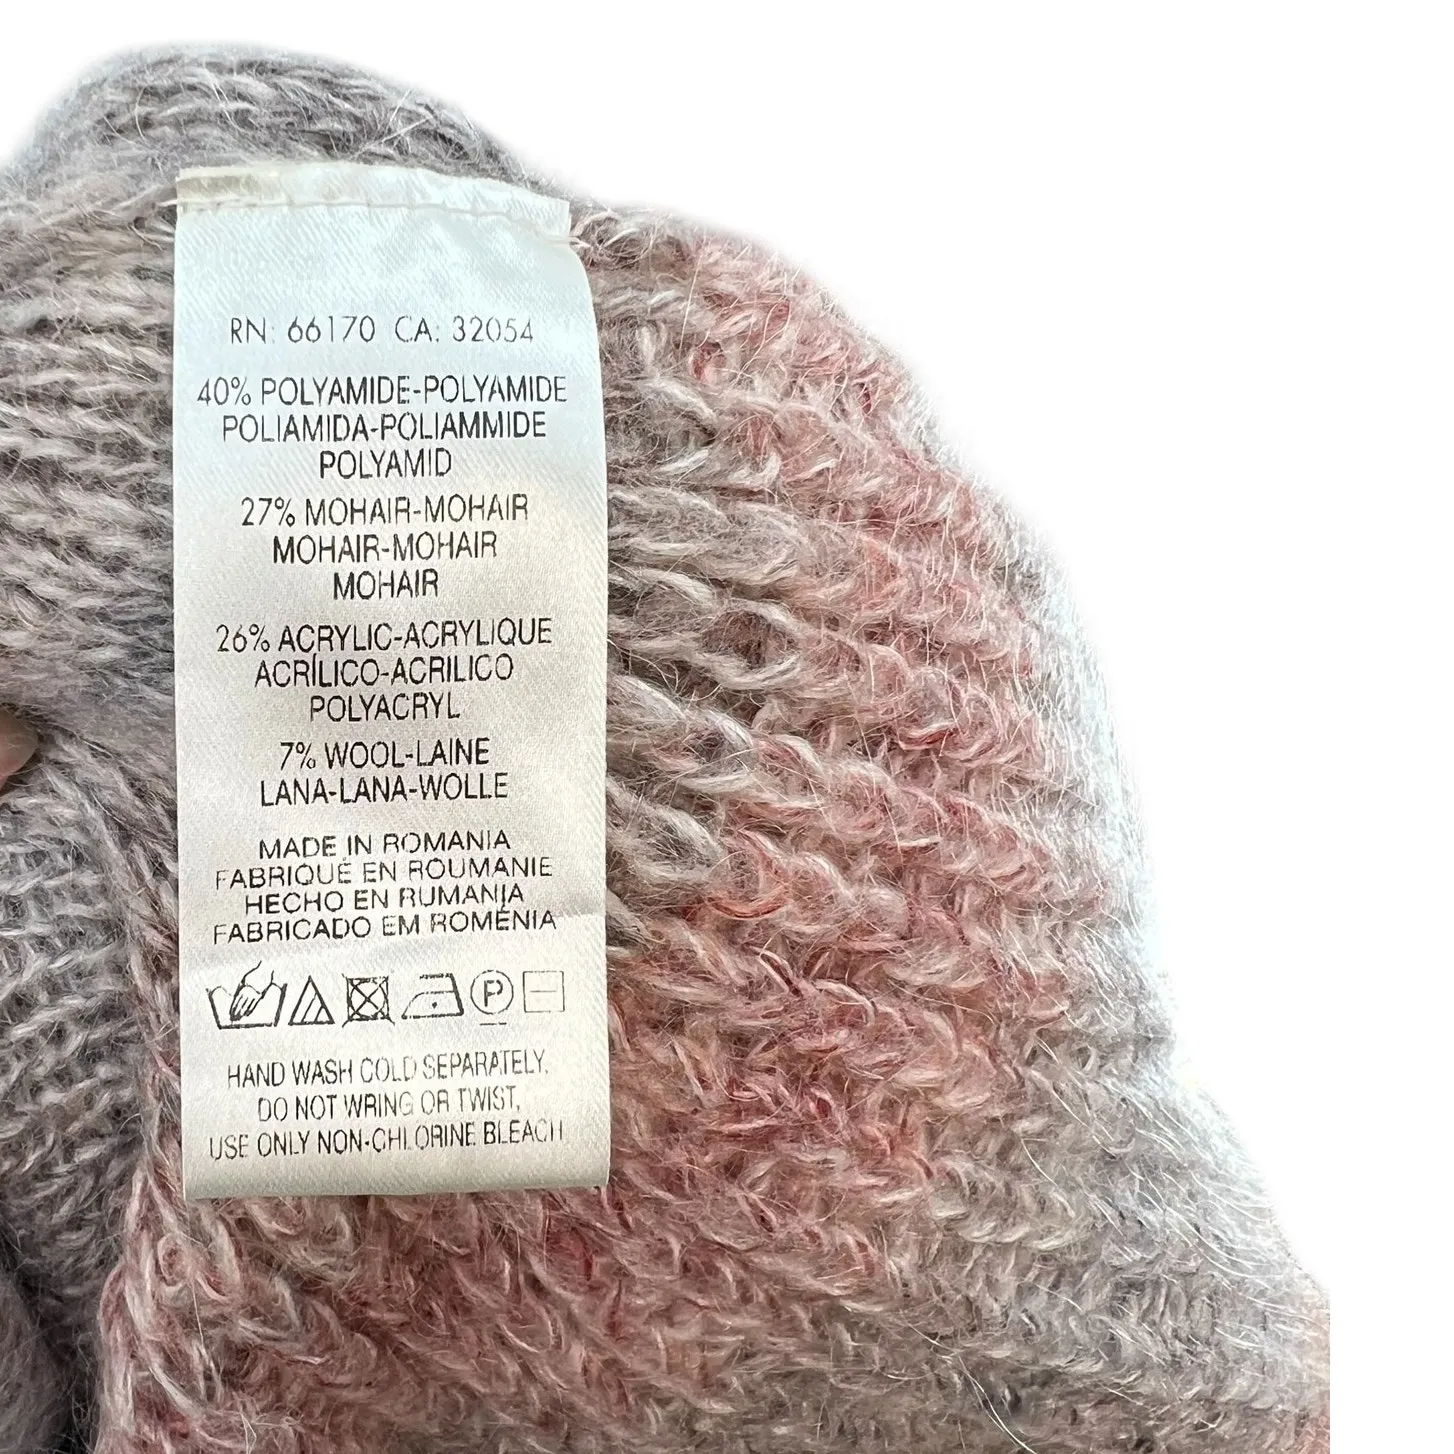 RN: 66170 CA: 32054
40% POLYAMIDE-POLYAMIDE
POLIAMIDA-POLIAMMIDE
POLYAMID
27% MOHAIR-MOHAIR
MOHAIR-MOHAIR
MOHAIR
26% ACRYLIC-ACRYLIQUE
ACRÍLICO-ACRILICO
POLYACRYL
7% WOOL-LAINE
LANA-LANA-WOLLE
MADE IN ROMANIA
FABRIQUÉ EN ROUMANIE
HECHO EN RUMANIA
FABRICADO EM ROMÉNIA
P
HAND WASH COLD SEPARATELY,
DO NOT WRING OR TWIST,
USE ONLY NON-CHLORINE BLEACH